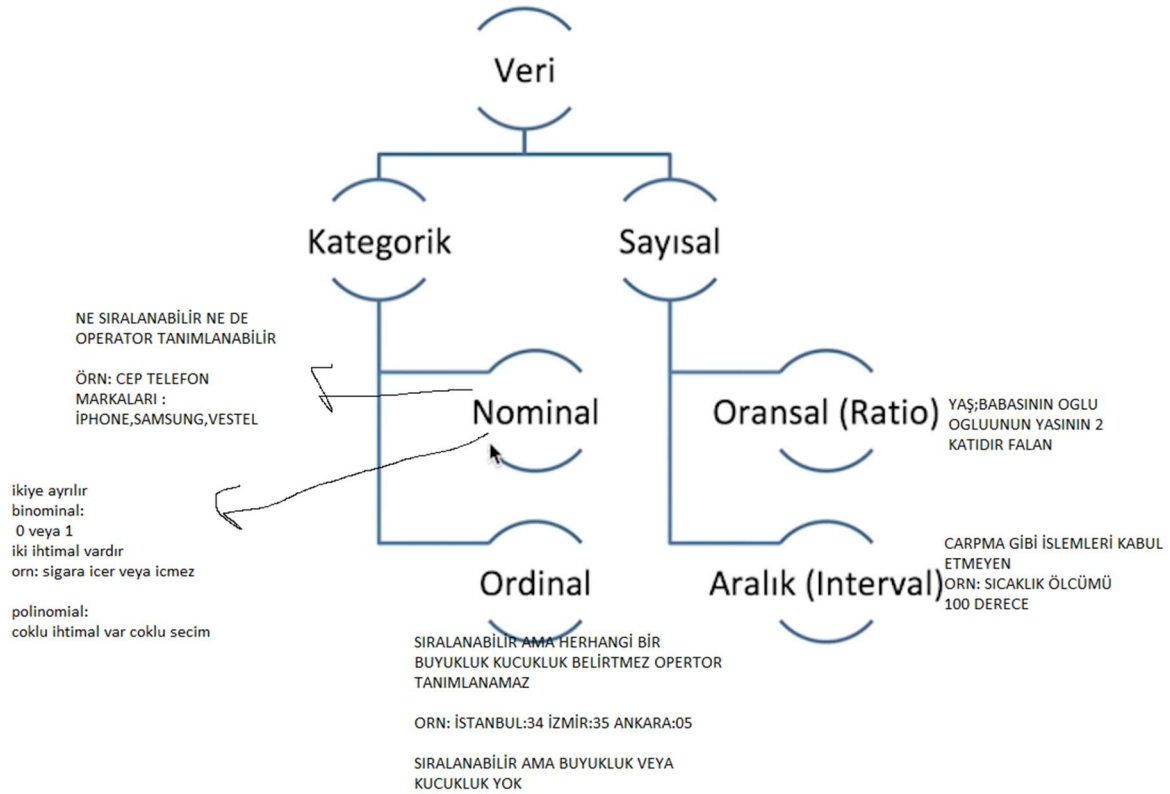 Veri
Kategorik
Sayısal
NE SIRALANABİLİR NE DE
OPERATOR TANIMLANABİLİR
ÖRN: CEP TELEFON
MARKALARI :
İPHONE,SAMSUNG,VESTEL
Nominal
Oransal (Ratio)
YAŞ;BABASININ OGLU
OGLUUNUN YASININ 2
KATIDIR FALAN
ikiye ayrılır
binominal:
0 veya 1
iki ihtimal vardır
orn: sigara icer veya icmez
polinomial:
coklu ihtimal var coklu secim
Ordinal
Aralık (Interval)
CARPMA GİBİ İSLEMLERİ KABUL
ETMEYEN
ORN: SICAKLIK ÖLCÜMÜ
100 DERECE
SIRALANABİLİR AMA HERHANGİ BİR
BUYUKLUK KUCUKLUK BELIRTMEZ OPERTOR
TANIMLANAMAZ
ORN: İSTANBUL:34 İZMİR:35 ANKARA:05
SIRALANABİLİR AMA BUYUKLUK VEYA
KUCUKLUK YOK